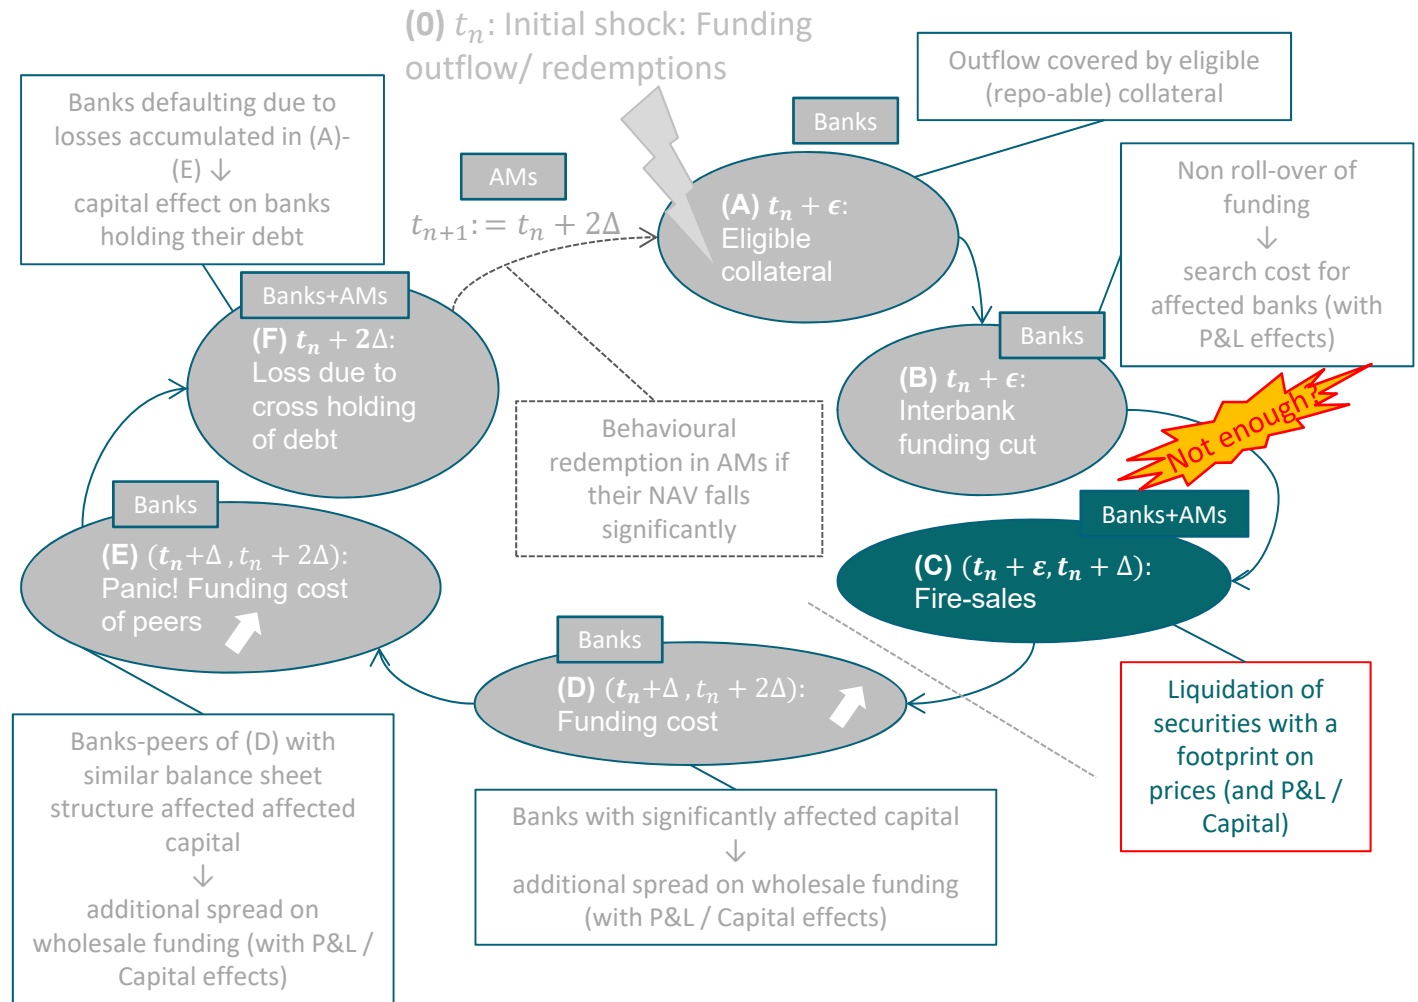 (0) tₙ: Initial shock: Funding
outflow/ redemptions
Outflow covered by eligible
(repo-able) collateral
Banks defaulting due to
losses accumulated in (A)-
(E) ↓
capital effect on banks
holding their debt
Banks
AMs
tₙ₊₁: = tₙ + 2Δ
(A) tₙ + ϵ:
Eligible
collateral
Non roll-over of
funding
↓
search cost for
affected banks (with
P&L effects)
Banks+AMs
(F) tₙ + 2Δ:
Loss due to
cross holding
of debt
Banks
(B) tₙ + ϵ:
Interbank
funding cut
Not enough?
Behavioural
redemption in AMs if
their NAV falls
significantly
Banks
(E) (tₙ+Δ , tₙ + 2Δ):
Panic! Funding cost
of peers
Banks+AMs
(C) (tₙ + ε, tₙ + Δ):
Fire-sales
Banks
(D) (tₙ+Δ , tₙ + 2Δ):
Funding cost
Liquidation of
securities with a
footprint on
prices (and P&L /
Capital)
Banks-peers of (D) with
similar balance sheet
structure affected affected
capital
↓
additional spread on
wholesale funding (with P&L /
Capital effects)
Banks with significantly affected capital
↓
additional spread on wholesale funding
(with P&L / Capital effects)